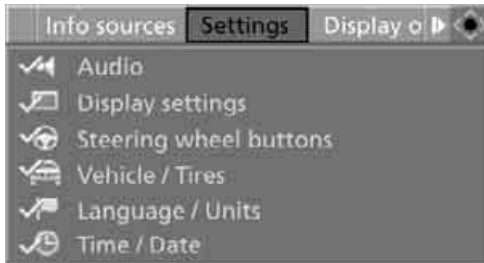 Info sources Settings Display o
Audio
Display settings
Steering wheel buttons
Vehicle / Tires
Language / Units
Time / Date